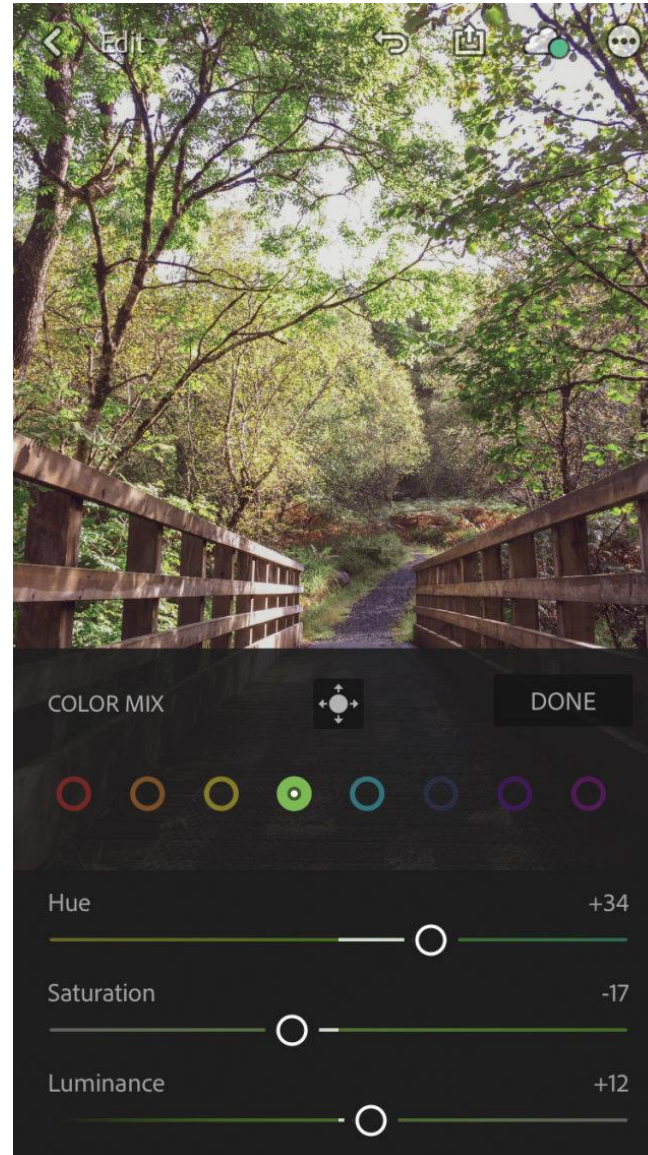 Edit
COLOR MIX
DONE
Hue +34
Saturation -17
Luminance +12